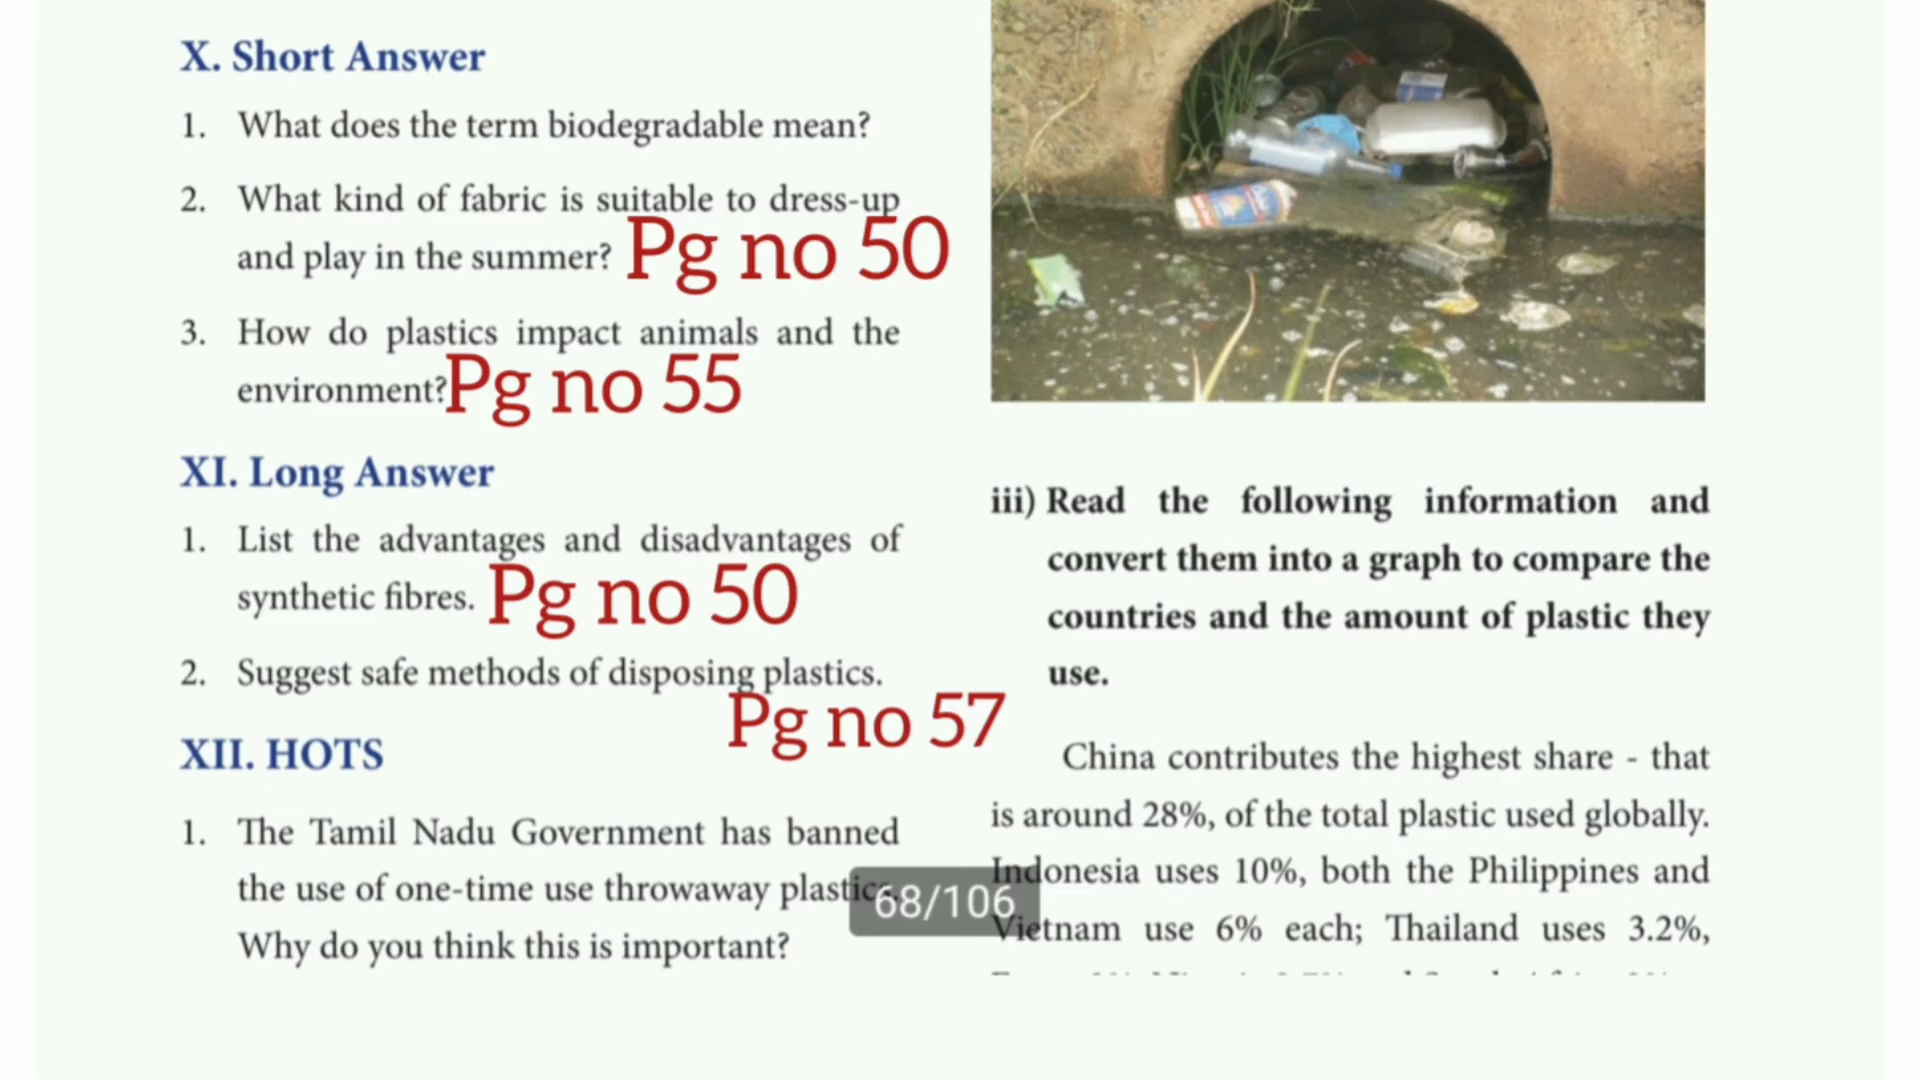 X. Short Answer
1. What does the term biodegradable mean?
2. What kind of fabric is suitable to dress-up
and play in the summer? Pg no 50
3. How do plastics impact animals and the
environment? Pg no 55
XI. Long Answer
1. List the advantages and disadvantages of
synthetic fibres. Pg no 50
2. Suggest safe methods of disposing plastics.
Pg no 57
XII. HOTS
1. The Tamil Nadu Government has banned
the use of one-time use throwaway plastics.
Why do you think this is important?
68/106
iii) Read the following information and
convert them into a graph to compare the
countries and the amount of plastic they
use.
China contributes the highest share - that
is around 28%, of the total plastic used globally.
Indonesia uses 10%, both the Philippines and
Vietnam use 6% each; Thailand uses 3.2%,